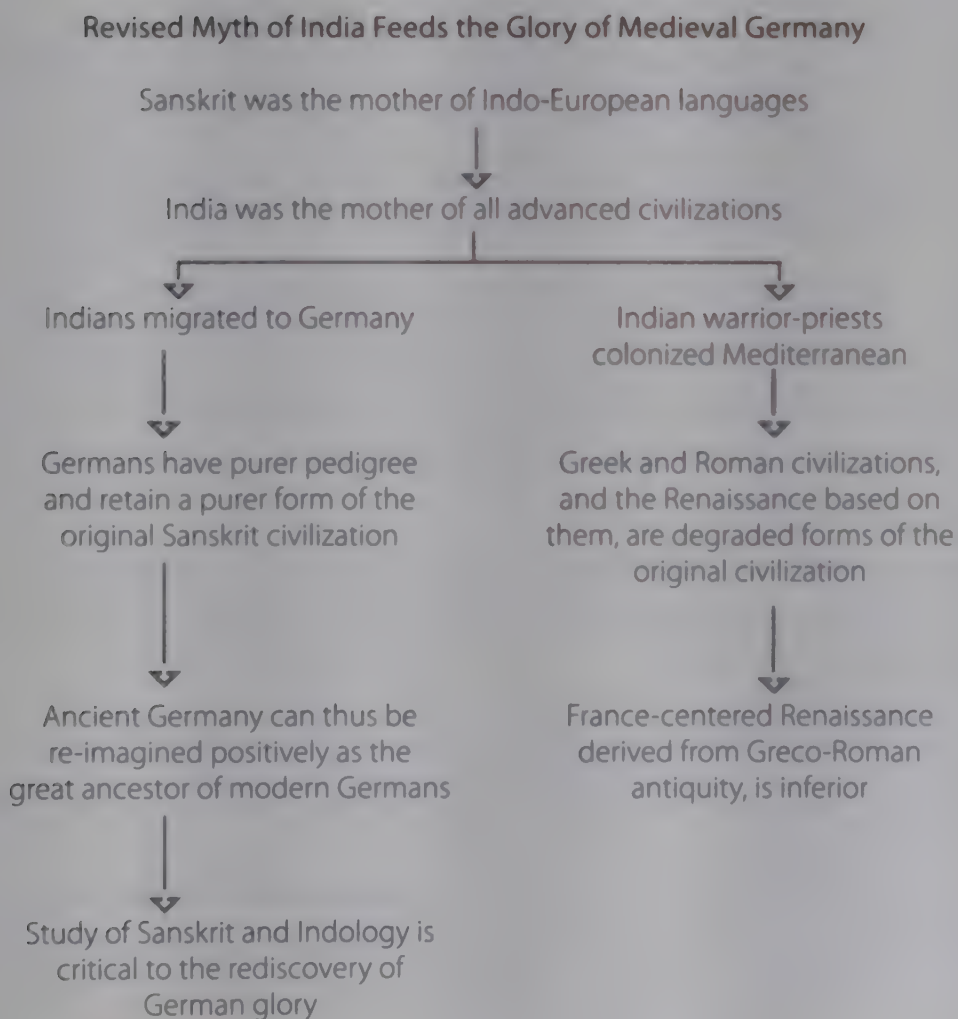 Revised Myth of India Feeds the Glory of Medieval Germany
Sanskrit was the mother of Indo-European languages
India was the mother of all advanced civilizations
Indians migrated to Germany
Germans have purer pedigree
and retain a purer form of the
original Sanskrit civilization
Ancient Germany can thus be
re-imagined positively as the
great ancestor of modern Germans
Study of Sanskrit and Indology is
critical to the rediscovery of
German glory
Indian warrior-priests
colonized Mediterranean
Greek and Roman civilizations,
and the Renaissance based on
them, are degraded forms of the
original civilization
France-centered Renaissance
derived from Greco-Roman
antiquity, is inferior